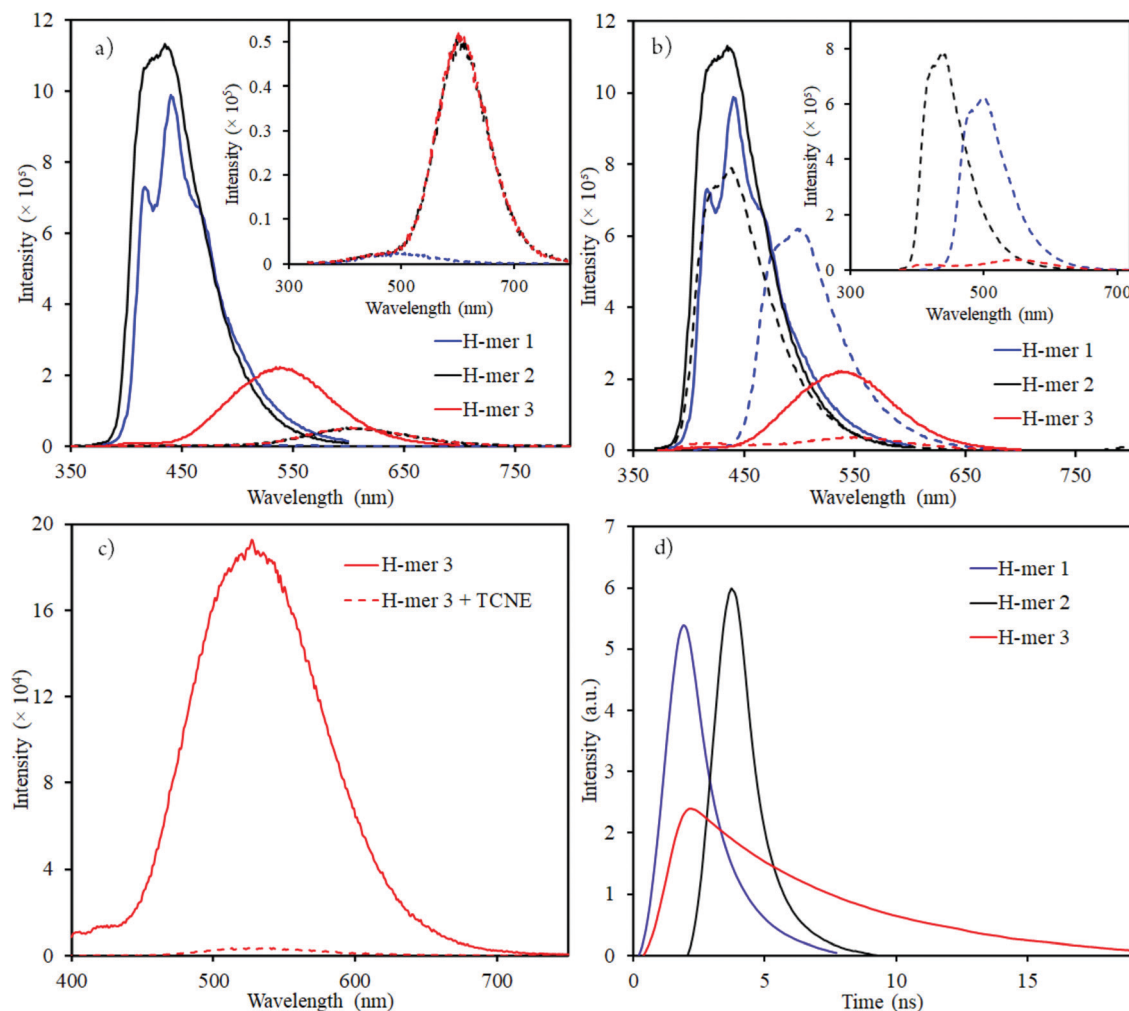 a)
12
10
8
6
4
2
0
Intensity (× 10⁵)
350
450
550
650
750
Wavelength (nm)
0.5
0.4
0.3
0.2
0.1
0
Intensity (× 10⁵)
300
500
700
Wavelength (nm)
H-mer 1
H-mer 2
H-mer 3
b)
12
10
8
6
4
2
0
Intensity (× 10⁵)
350
450
550
650
750
Wavelength (nm)
8
6
4
2
0
Intensity (× 10⁵)
300
500
700
Wavelength (nm)
H-mer 1
H-mer 2
H-mer 3
c)
20
16
12
8
4
0
Intensity (× 10⁴)
400
500
600
700
Wavelength (nm)
H-mer 3
H-mer 3 + TCNE
d)
7
6
5
4
3
2
1
0
Intensity (a.u.)
0
5
10
15
Time (ns)
H-mer 1
H-mer 2
H-mer 3